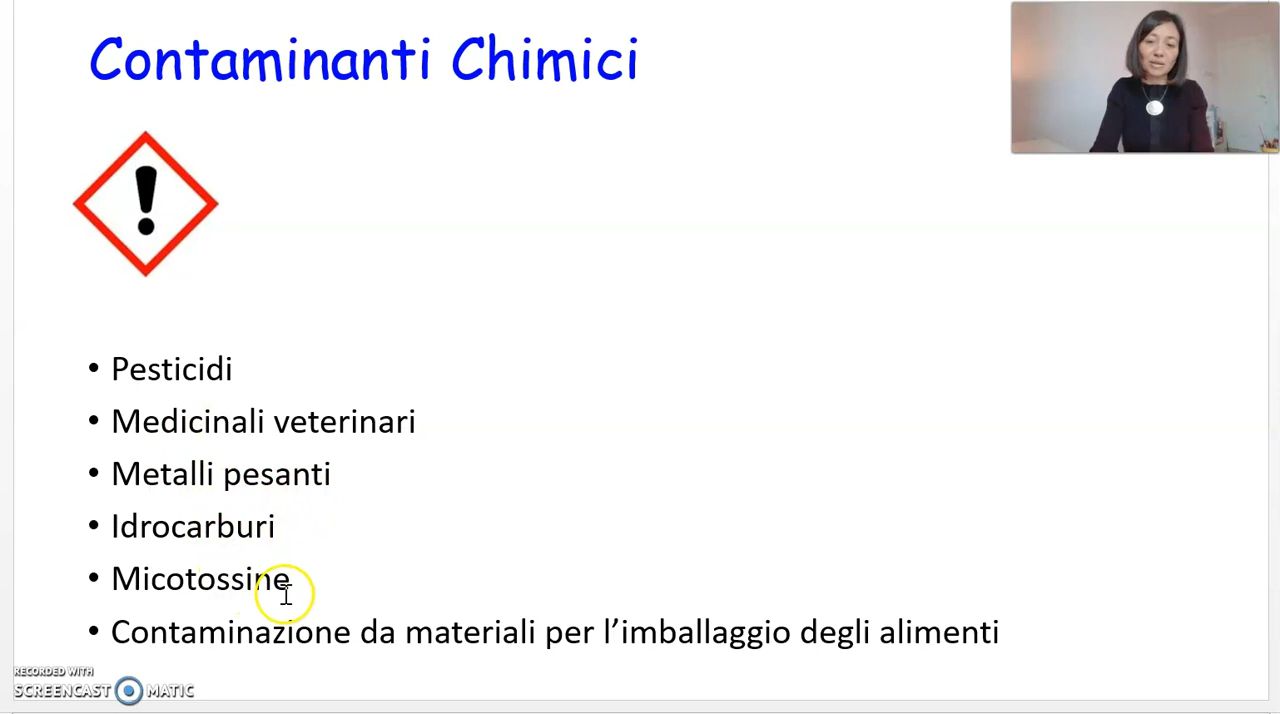 Contaminanti Chimici
• Pesticidi
• Medicinali veterinari
• Metalli pesanti
• Idrocarburi
• Micotossine
• Contaminazione da materiali per l’imballaggio degli alimenti
RECORDED WITH
SCREENCAST MATIC